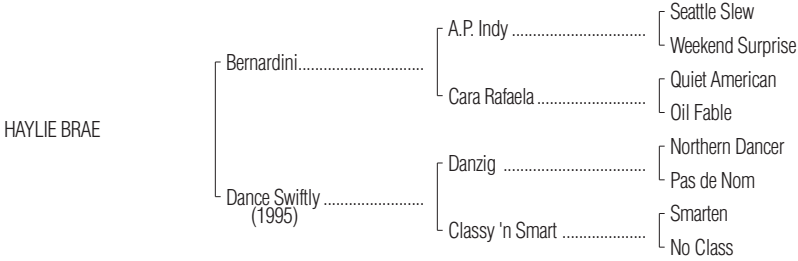 Seattle Slew
A.P. Indy ................................
Weekend Surprise
Bernardini..............................
Quiet American
Cara Rafaela ..........................
Oil Fable
HAYLIE BRAE
Northern Dancer
Danzig ..................................
Pas de Nom
Dance Swiftly ........................
(1995)
Smarten
Classy 'n Smart ....................
No Class